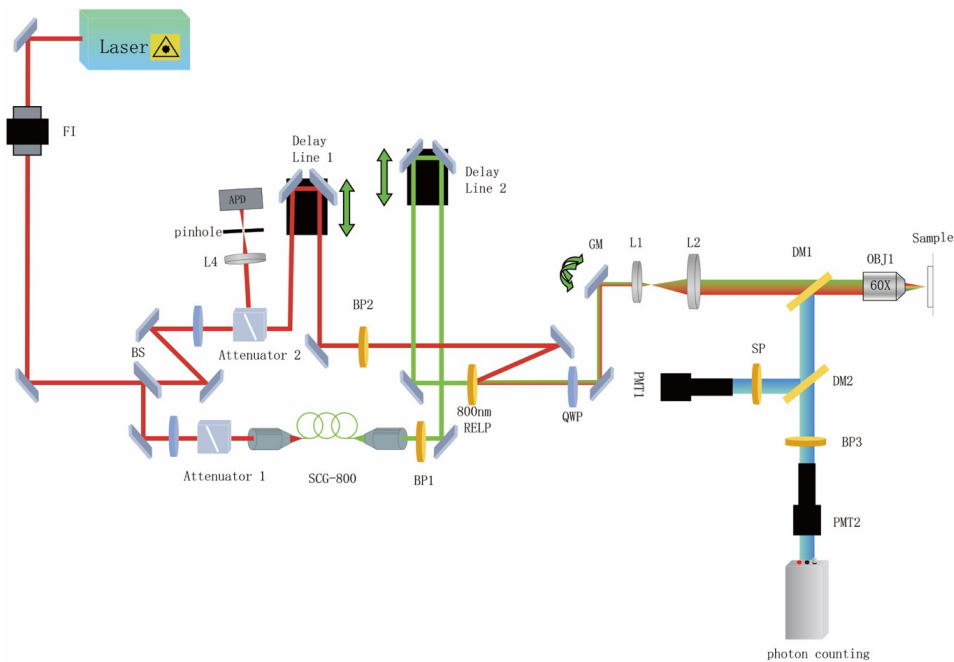 Laser
FI
Delay
Line 1
Delay
Line 2
APD
pinhole
L4
GM
L1
L2
DM1
OBJ1
60X
Sample
BP2
BS
Attenuator 2
800nm
RELP
QWP
PMT1
SP
DM2
Attenuator 1
SCG-800
BP1
BP3
PMT2
photon counting